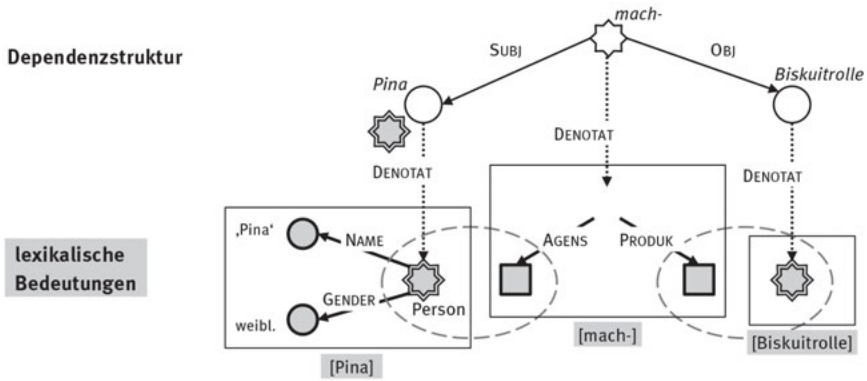 mach-
Dependenzstruktur
SUBJ
OBJ
Pina
Biskuitrolle
DENOTAT
DENOTAT
DENOTAT
‚Pina‘
NAME
AGENS
PRODUK
lexikalische
Bedeutungen
GENDER
Person
weibl.
[mach-]
[Biskuitrolle]
[Pina]